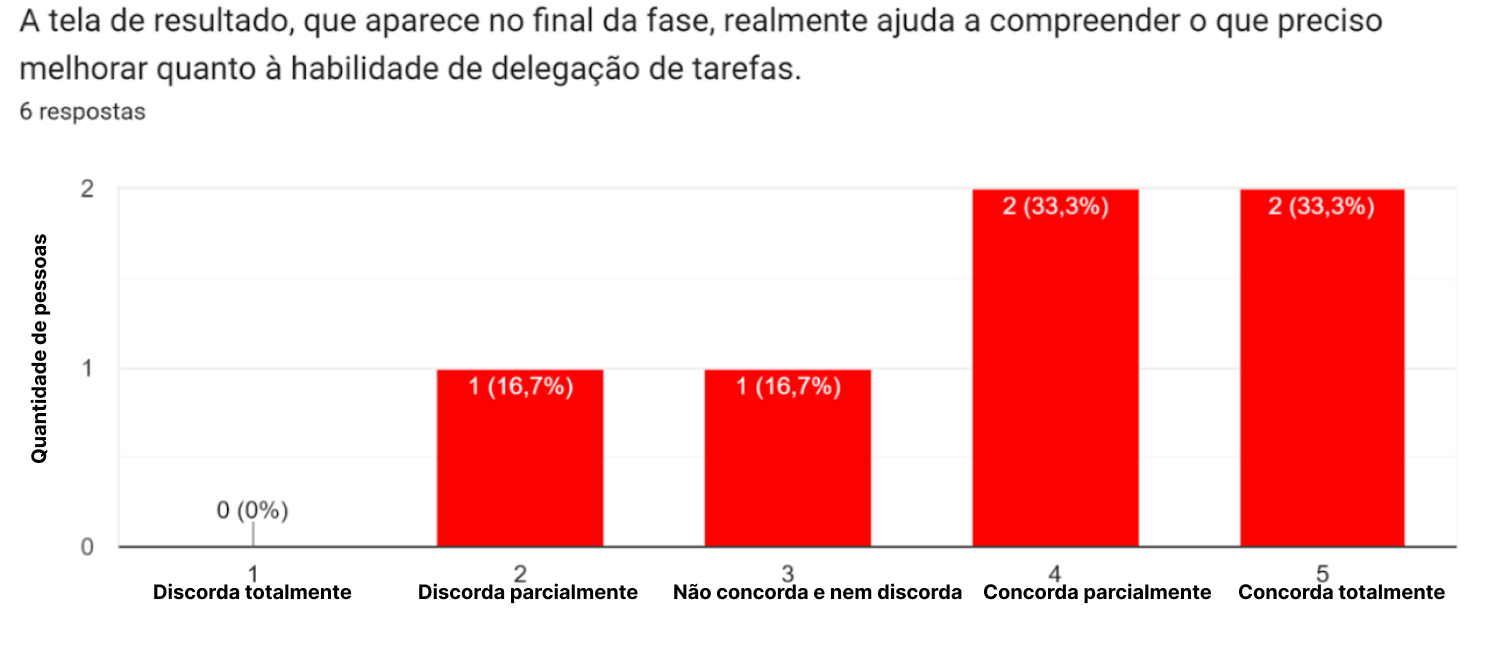 A tela de resultado, que aparece no final da fase, realmente ajuda a compreender o que preciso
melhorar quanto à habilidade de delegação de tarefas.
6 respostas
Quantidade de pessoas
2
1
0
0 (0%)
1 (16,7%)
1 (16,7%)
2 (33,3%)
2 (33,3%)
1
Discorda totalmente
2
Discorda parcialmente
3
Não concorda e nem discorda
4
Concorda parcialmente
5
Concorda totalmente